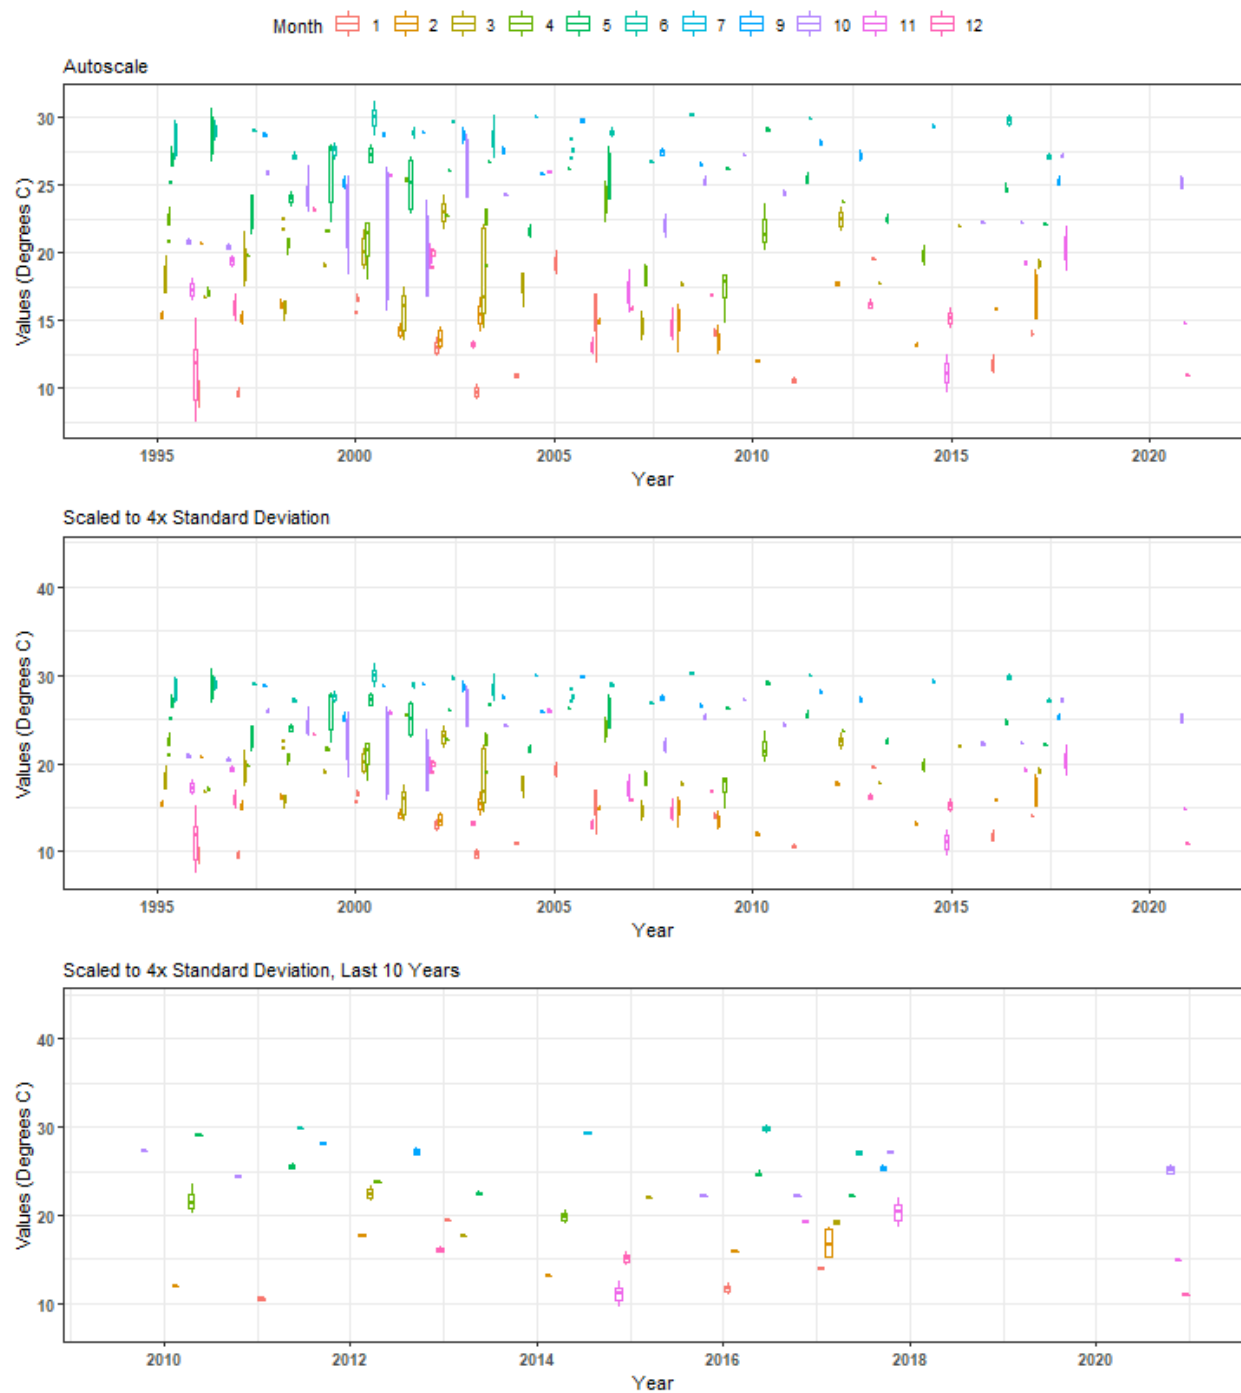 Month 1 2 3 4 5 6 7 9 10 11 12
Autoscale
Values (Degrees C)
30
25
20
15
10
1995 2000 2005 2010 2015 2020
Year
Scaled to 4x Standard Deviation
Values (Degrees C)
40
30
20
10
1995 2000 2005 2010 2015 2020
Year
Scaled to 4x Standard Deviation, Last 10 Years
Values (Degrees C)
40
30
20
10
2010 2012 2014 2016 2018 2020
Year